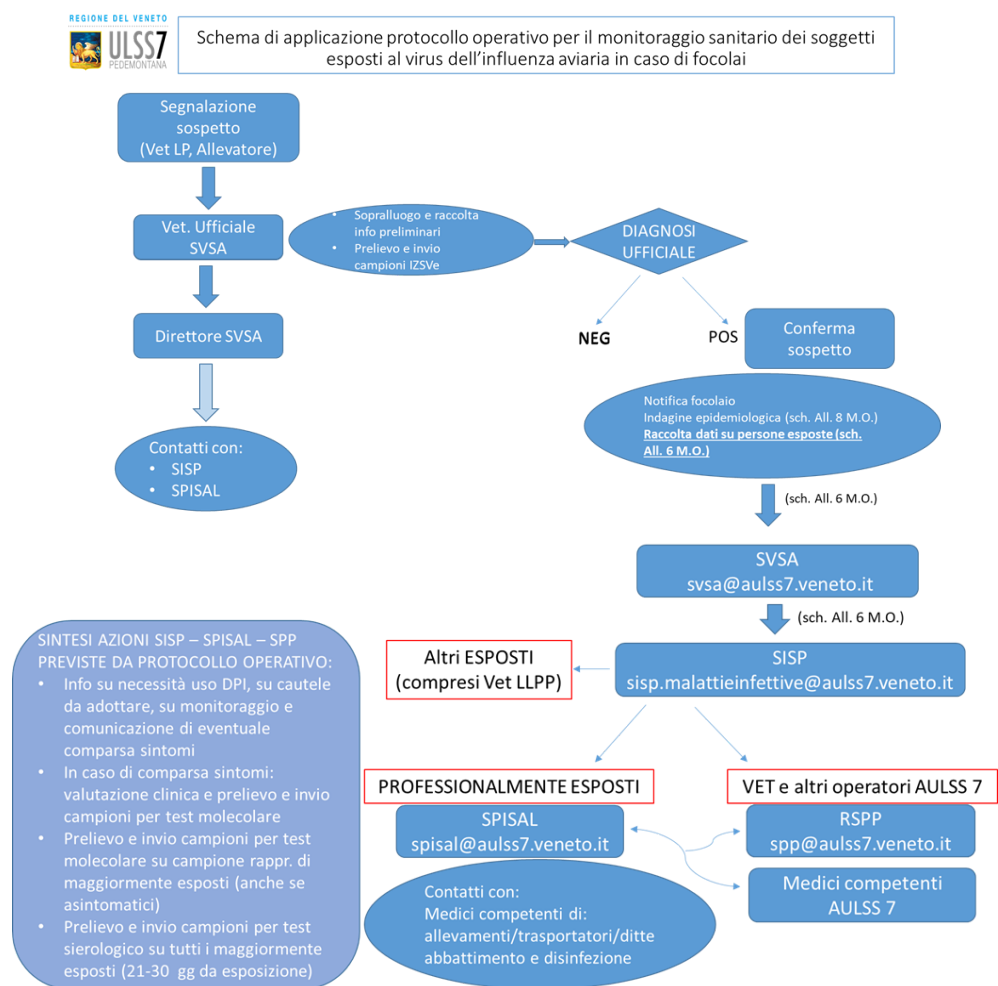 REGIONE DEL VENETO
ULSS7
PEDEMONTANA
Schema di applicazione protocollo operativo per il monitoraggio sanitario dei soggetti
esposti al virus dell'influenza aviaria in caso di focolai
Segnalazione
sospetto
(Vet LP, Allevatore)
Vet. Ufficiale
SVSA
• Sopralluogo e raccolta
info preliminari
• Prelievo e invio
campioni IZSVe
DIAGNOSI
UFFICIALE
Direttore SVSA
NEG
POS
Conferma
sospetto
Contatti con:
• SISP
• SPISAL
Notifica focolaio
Indagine epidemiologica (sch. All. 8 M.O.)
Raccolta dati su persone esposte (sch.
All. 6 M.O.)
(sch. All. 6 M.O.)
SVSA
svsa@aulss7.veneto.it
(sch. All. 6 M.O.)
SISP
sisp.malattieinfettive@aulss7.veneto.it
Altri ESPOSTI
(compresi Vet LLPP)
PROFESSIONALMENTE ESPOSTI
SPISAL
spisal@aulss7.veneto.it
Contatti con:
Medici competenti di:
allevamenti/trasportatori/ditte
abbattimento e disinfezione
VET e altri operatori AULSS 7
RSPP
spp@aulss7.veneto.it
Medici competenti
AULSS 7
SINTESI AZIONI SISP – SPISAL – SPP
PREVISTE DA PROTOCOLLO OPERATIVO:
• Info su necessità uso DPI, su cautele
da adottare, su monitoraggio e
comunicazione di eventuale
comparsa sintomi
• In caso di comparsa sintomi:
valutazione clinica e prelievo e invio
campioni per test molecolare
• Prelievo e invio campioni per test
molecolare su campione rappr. di
maggiormente esposti (anche se
asintomatici)
• Prelievo e invio campioni per test
sierologico su tutti i maggiormente
esposti (21-30 gg da esposizione)